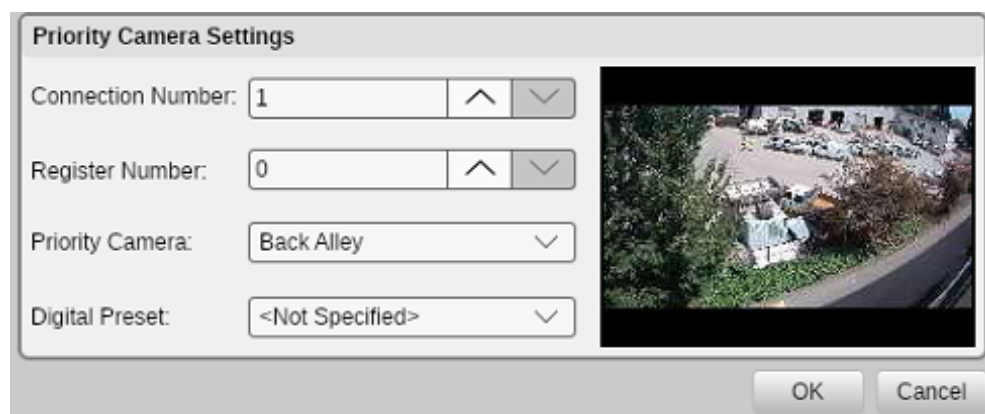 Priority Camera Settings
Connection Number: 1
Register Number: 0
Priority Camera: Back Alley
Digital Preset: <Not Specified>
OK Cancel